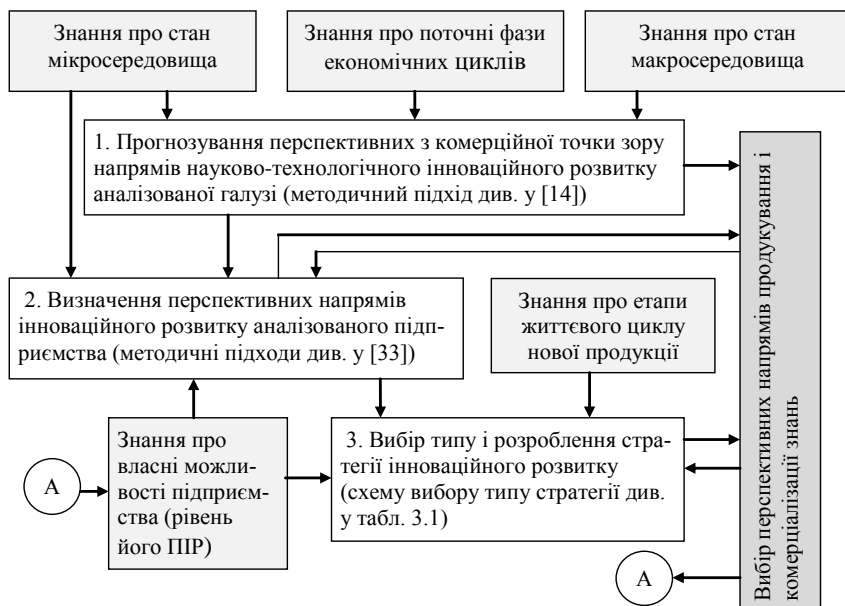 Знання про стан
мікросередовища
Знання про поточні фази
економічних циклів
Знання про стан
макросередовища
1. Прогнозування перспективних з комерційної точки зору
напрямів науково-технологічного інноваційного розвитку
аналізованої галузі (методичний підхід див. у [14])
2. Визначення перспективних напрямів
інноваційного розвитку аналізованого підп-
риємства (методичні підходи див. у [33])
Знання про етапи
життєвого циклу
нової продукції
А
Знання про
власні можли-
вості підприєм-
ства (рівень
його ПІР)
3. Вибір типу і розроблення стра-
тегії інноваційного розвитку
(схему вибору типу стратегії див.
у табл. 3.1)
А
Вибір перспективних напрямів продукування і
комерціалізації знань